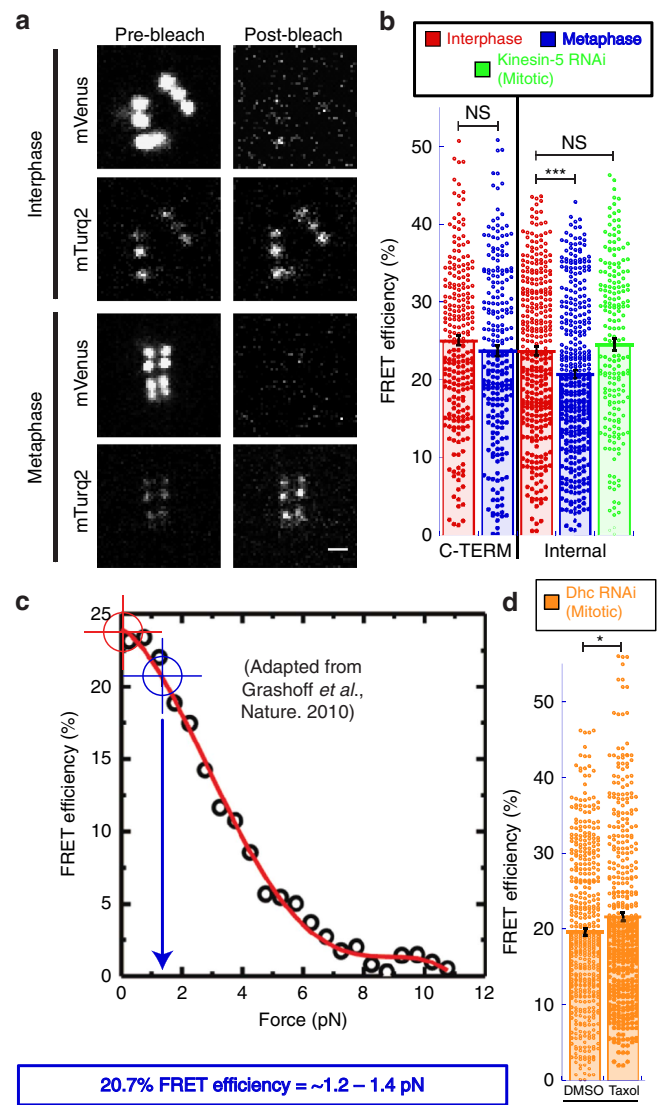 a
Pre-bleach
Post-bleach
Interphase
mVenus
mTurq2
Metaphase
mVenus
mTurq2
b
Interphase
Metaphase
Kinesin-5 RNAi
(Mitotic)
NS
NS
***
FRET efficiency (%)
50
40
30
20
10
0
C-TERM
Internal
c
(Adapted from
Grashoff et al.,
Nature. 2010)
FRET efficiency (%)
25
20
15
10
5
0
0 2 4 6 8 10 12
Force (pN)
20.7% FRET efficiency = ~1.2 – 1.4 pN
d
Dhc RNAi
(Mitotic)
*
FRET efficiency (%)
50
40
30
20
10
0
DMSO
Taxol